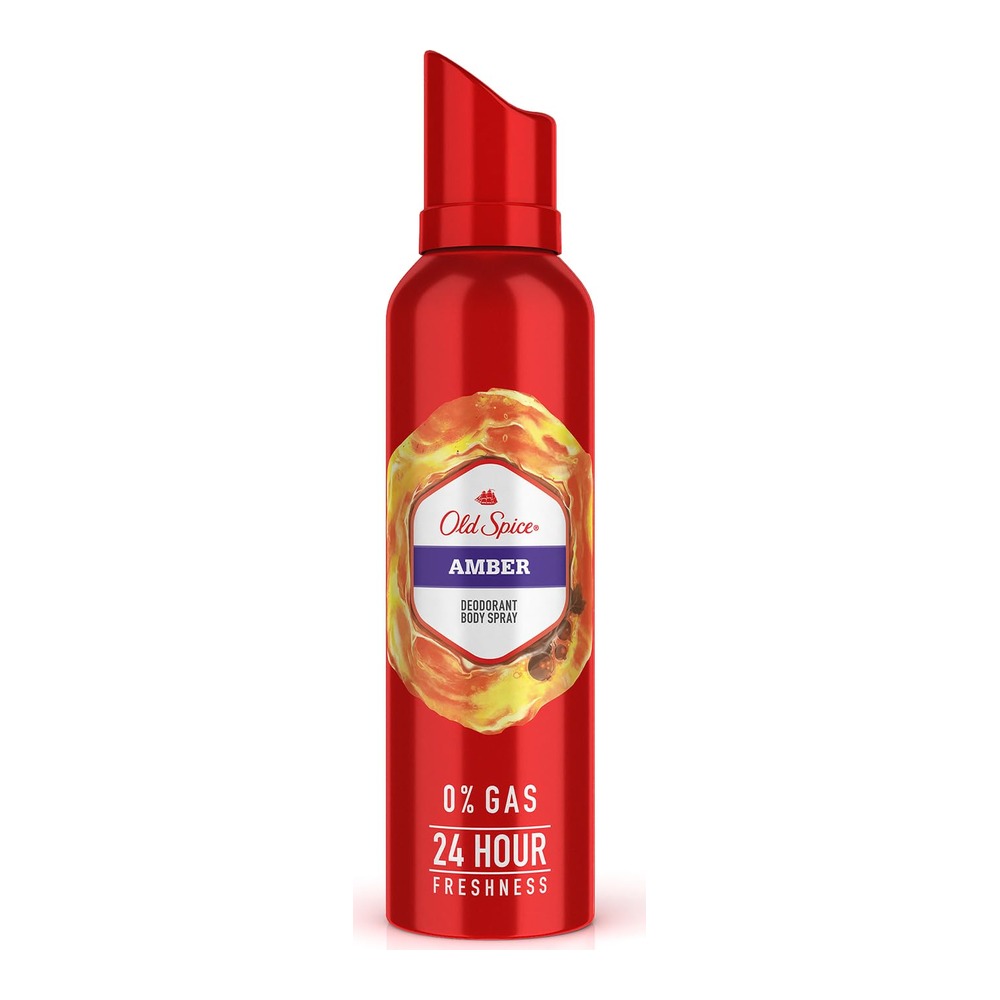 Old Spice®
AMBER
DEODORANT
BODY SPRAY
0% GAS
24 HOUR
FRESHNESS